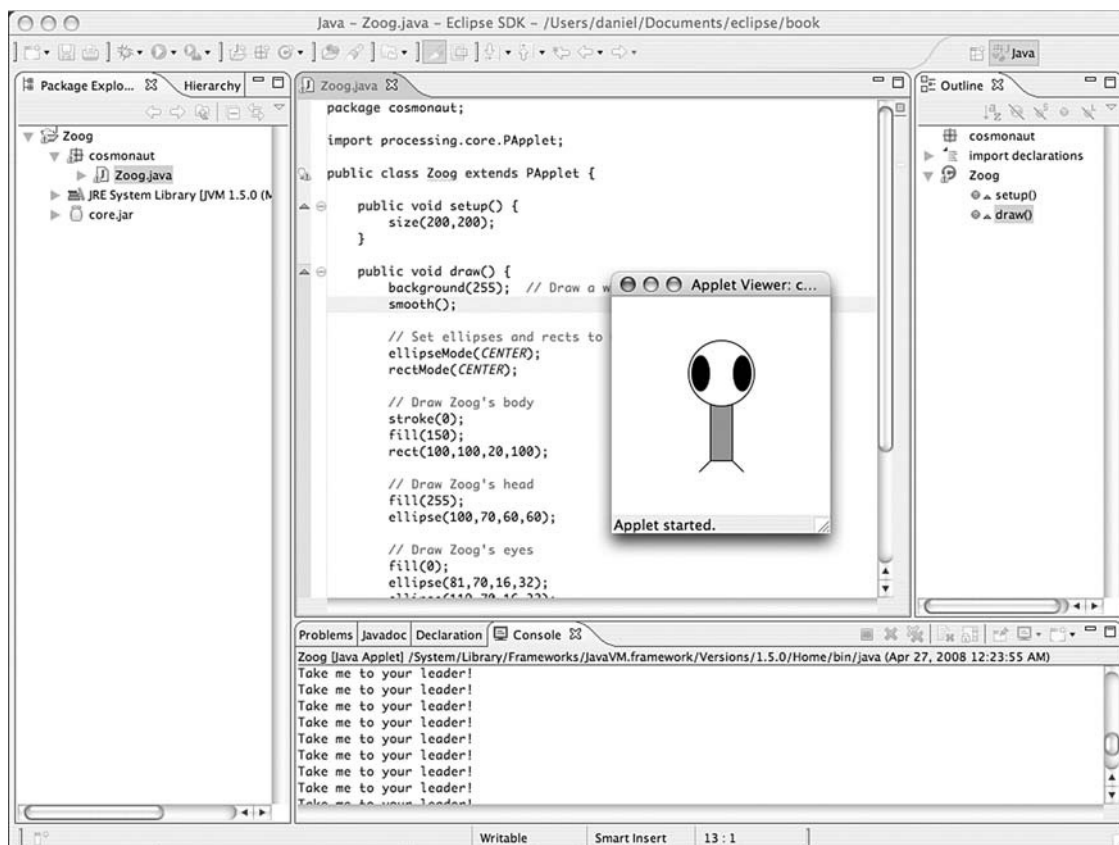 Java – Zoog.java – Eclipse SDK – /Users/daniel/Documents/eclipse/book
Java
Package Explo...
Hierarchy
Zoog
cosmonaut
Zoog.java
JRE System Library [JVM 1.5.0 (M
core.jar
Zoog.java
package cosmonaut;
import processing.core.PApplet;
public class Zoog extends PApplet {
public void setup() {
size(200,200);
}
public void draw() {
background(255); // Draw a w
smooth();
// Set ellipses and rects to
ellipseMode(CENTER);
rectMode(CENTER);
// Draw Zoog's body
stroke(0);
fill(150);
rect(100,100,20,100);
// Draw Zoog's head
fill(255);
ellipse(100,70,60,60);
// Draw Zoog's eyes
fill(0);
ellipse(81,70,16,32);
ellipse(119,70,16,32);
Applet Viewer: c...
Applet started.
Outline
cosmonaut
import declarations
Zoog
setup()
draw()
Problems Javadoc Declaration Console
Zoog [Java Applet] /System/Library/Frameworks/JavaVM.framework/Versions/1.5.0/Home/bin/java (Apr 27, 2008 12:23:55 AM)
Take me to your leader!
Take me to your leader!
Take me to your leader!
Take me to your leader!
Take me to your leader!
Take me to your leader!
Take me to your leader!
Take me to your leader!
Take me to your leader!
Writable Smart Insert 13 : 1